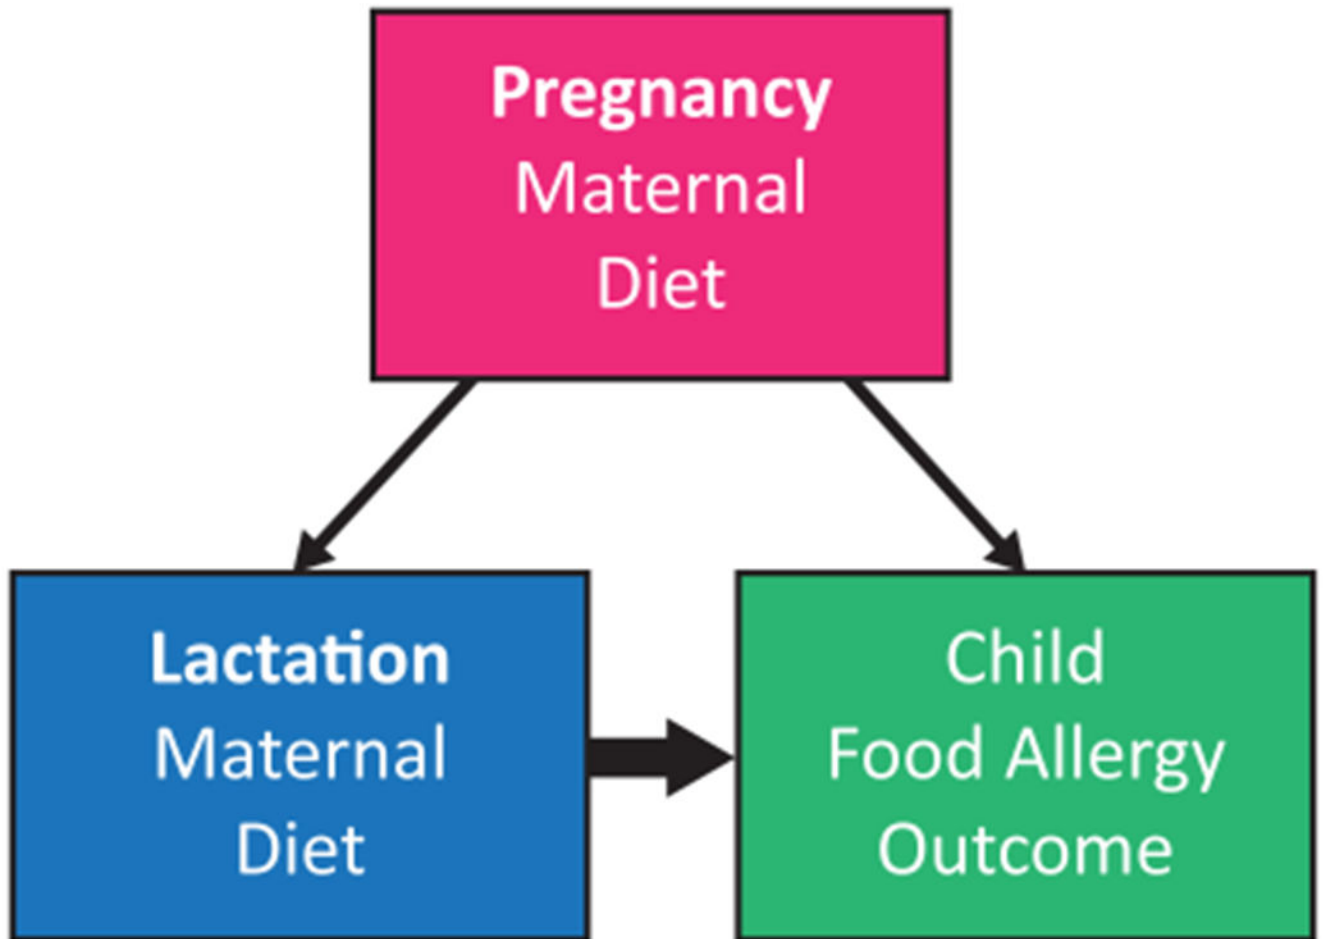 Pregnancy
Maternal
Diet
Lactation
Maternal
Diet
Child
Food Allergy
Outcome